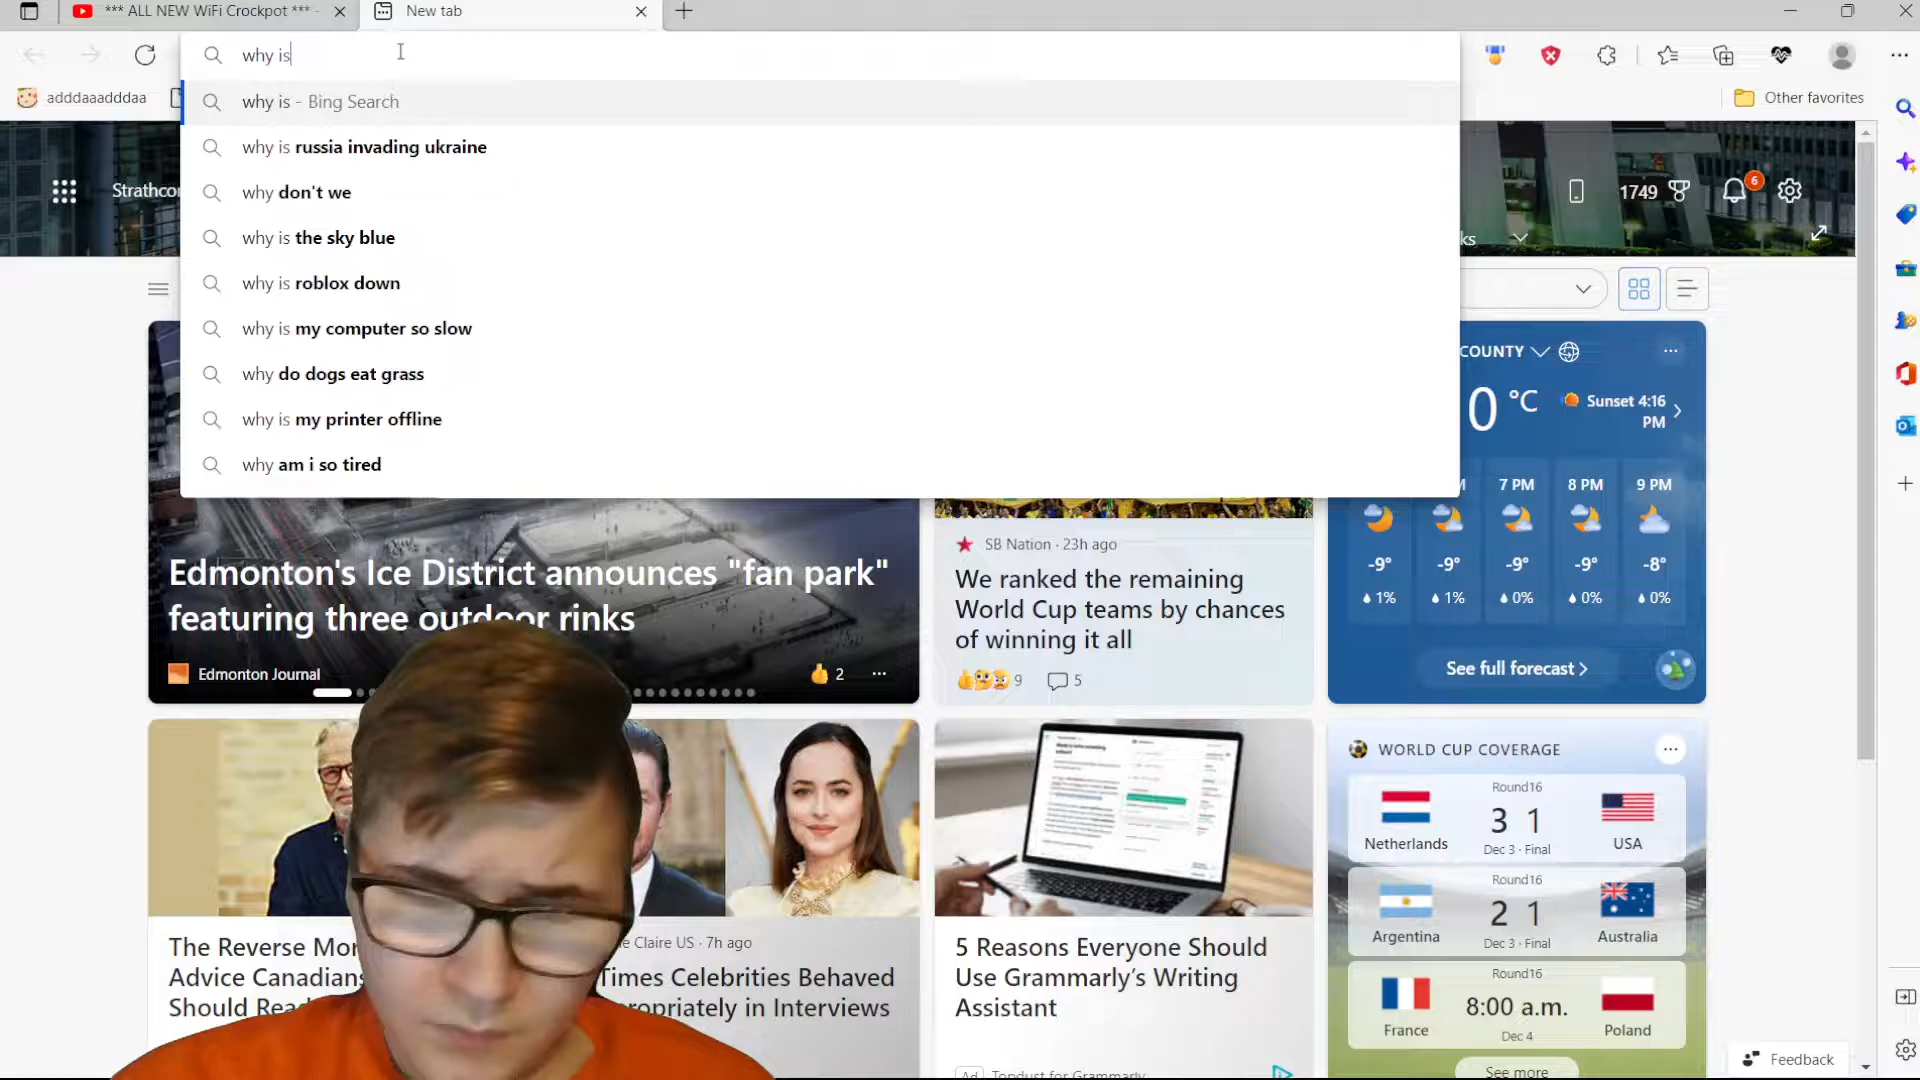 *** ALL NEW WiFi Crockpot *** -
New tab
why is
adddaaadddaa
Other favorites
why is - Bing Search
why is russia invading ukraine
why don't we
why is the sky blue
why is roblox down
why is my computer so slow
why do dogs eat grass
why is my printer offline
why am i so tired
1749
6
COUNTY
0 °C
Sunset 4:16
PM
7 PM 8 PM 9 PM
-9° -9° -9° -9° -8°
1% 1% 0% 0% 0%
See full forecast
Edmonton's Ice District announces "fan park"
featuring three outdoor rinks
Edmonton Journal
2
SB Nation · 23h ago
We ranked the remaining
World Cup teams by chances
of winning it all
9
5
The Reverse
Advice Canadians
Should Read
Claire US · 7h ago
Times Celebrities Behaved
in Interviews
5 Reasons Everyone Should
Use Grammarly's Writing
Assistant
Ad
WORLD CUP COVERAGE
Round16
3 1
Netherlands
Dec 3 · Final
USA
Round16
2 1
Argentina
Dec 3 · Final
Australia
Round16
8:00 a.m.
France
Dec 4
Poland
See more
Feedback